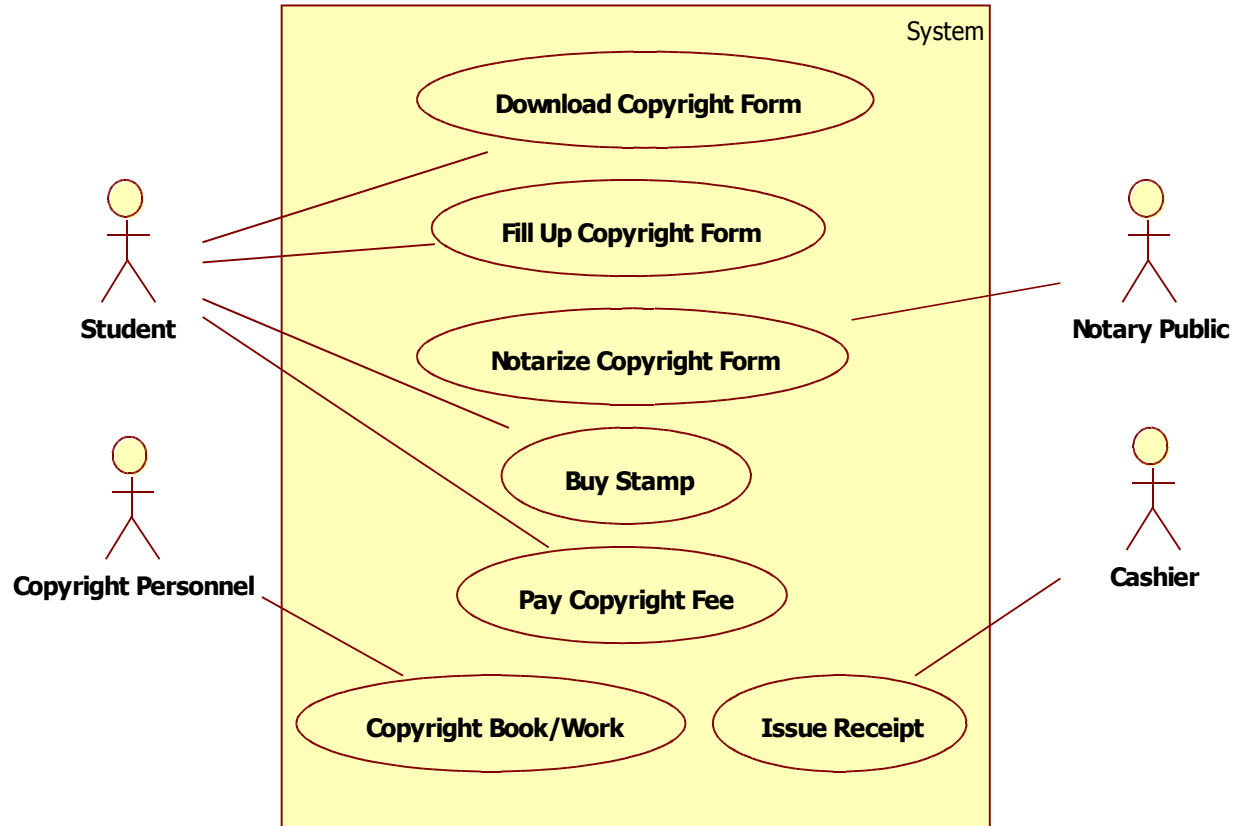 System
Download Copyright Form
Fill Up Copyright Form
Student
Notary Public
Notarize Copyright Form
Buy Stamp
Copyright Personnel
Cashier
Pay Copyright Fee
Copyright Book/Work
Issue Receipt